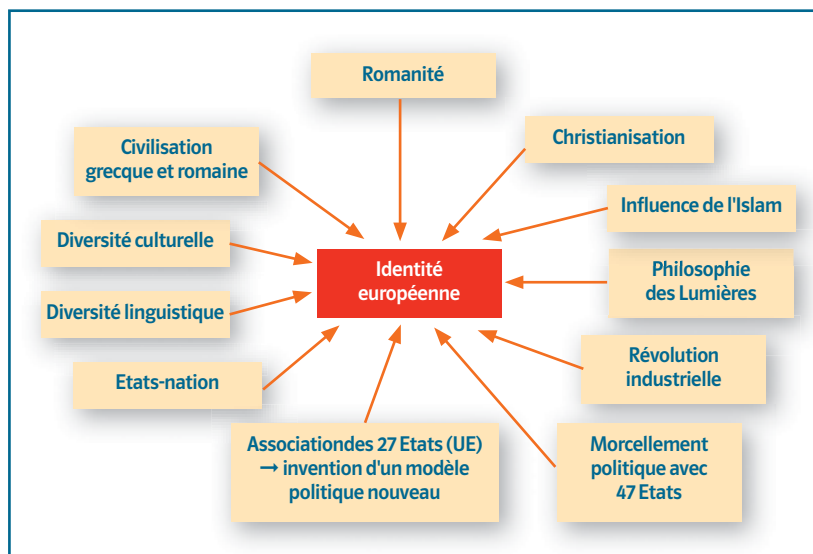 Romanité
Civilisation
grecque et romaine
Christianisation
Influence de l'Islam
Diversité culturelle
Identité
européenne
Philosophie
des Lumières
Diversité linguistique
Révolution
industrielle
Etats-nation
Associationdes 27 Etats (UE)
→ invention d'un modèle
politique nouveau
Morcellement
politique avec
47 Etats